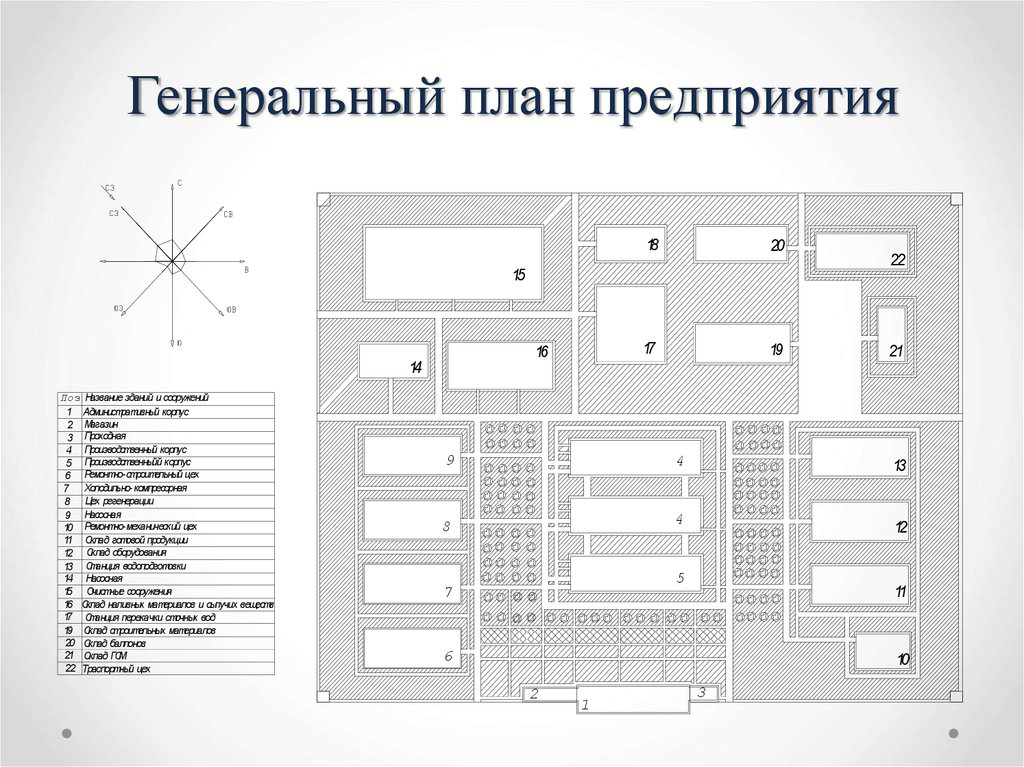 Генеральный план предприятия
С
СЗ
СЗ
СВ
В
ЮЗ
ЮВ
Ю
Поз Название зданий и сооружений
1 Административный корпус
2 Магазин
3 Проходная
4 Производственный корпус
5 Производственныйй корпус
6 Ремонтно-строительный цех
7 Холодильно-компресорная
8 Цех регенерации
9 Насосная
10 Ремонтно-механический цех
11 Склад готовой продукции
12 Склад оборудования
13 Станция водоподготовки
14 Насосная
15 Очистные сооружения
16 Склад наливных материалов и сыпучих веществ
17 Станция перекачки сточных вод
19 Склад строительных материалов
20 Склад баллонов
21 Склад ГСМ
22 Траспортный цех
18
20
22
15
17
19
21
16
14
9
4
13
8
4
12
5
7
11
6
10
2
3
1